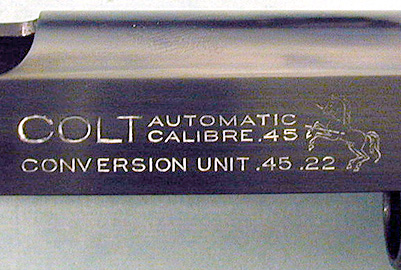 COLT AUTOMATIC
CALIBRE .45
CONVERSION UNIT .45 .22